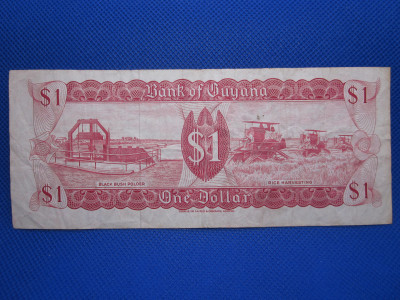 Bank of Guyana
$1 $1
$1
BLACK BUSH POLDER RICE HARVESTING
$1 $1
One Dollar